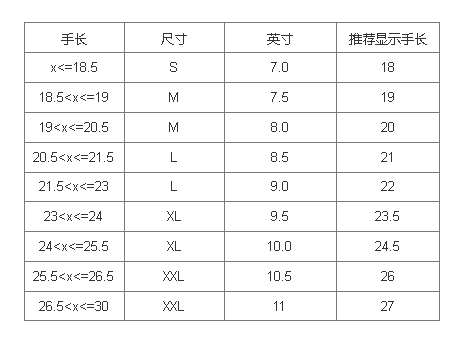 手长 尺寸 英寸 推荐显示手长
x<=18.5 S 7.0 18
18.5<x<=19 M 7.5 19
19<x<=20.5 M 8.0 20
20.5<x<=21.5 L 8.5 21
21.5<x<=23 L 9.0 22
23<x<=24 XL 9.5 23.5
24<x<=25.5 XL 10.0 24.5
25.5<x<=26.5 XXL 10.5 26
26.5<x<=30 XXL 11 27